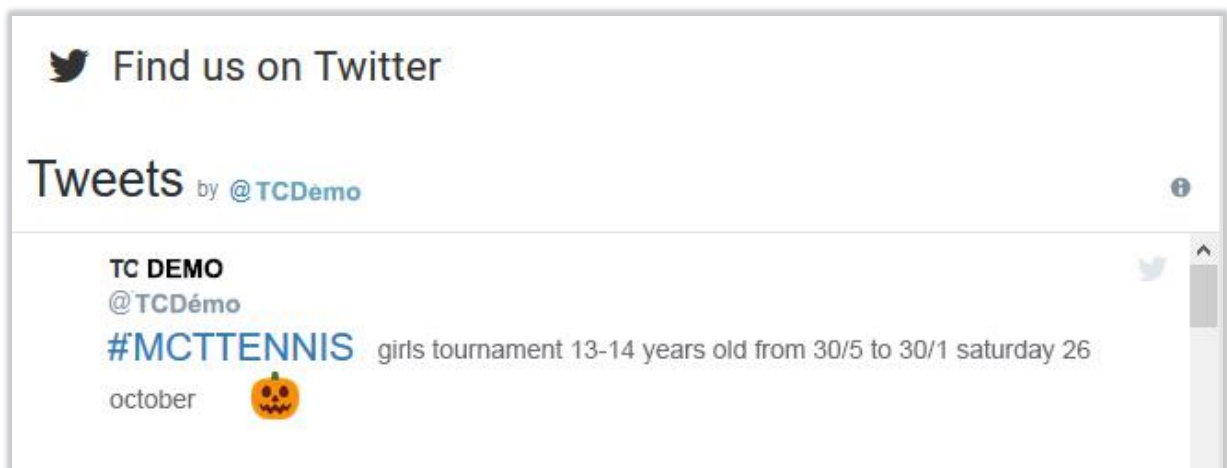 Find us on Twitter
Tweets by @TCDèmo
TC DEMO
@TCDémo
#MCTTENNIS girls tournament 13-14 years old from 30/5 to 30/1 saturday 26
october